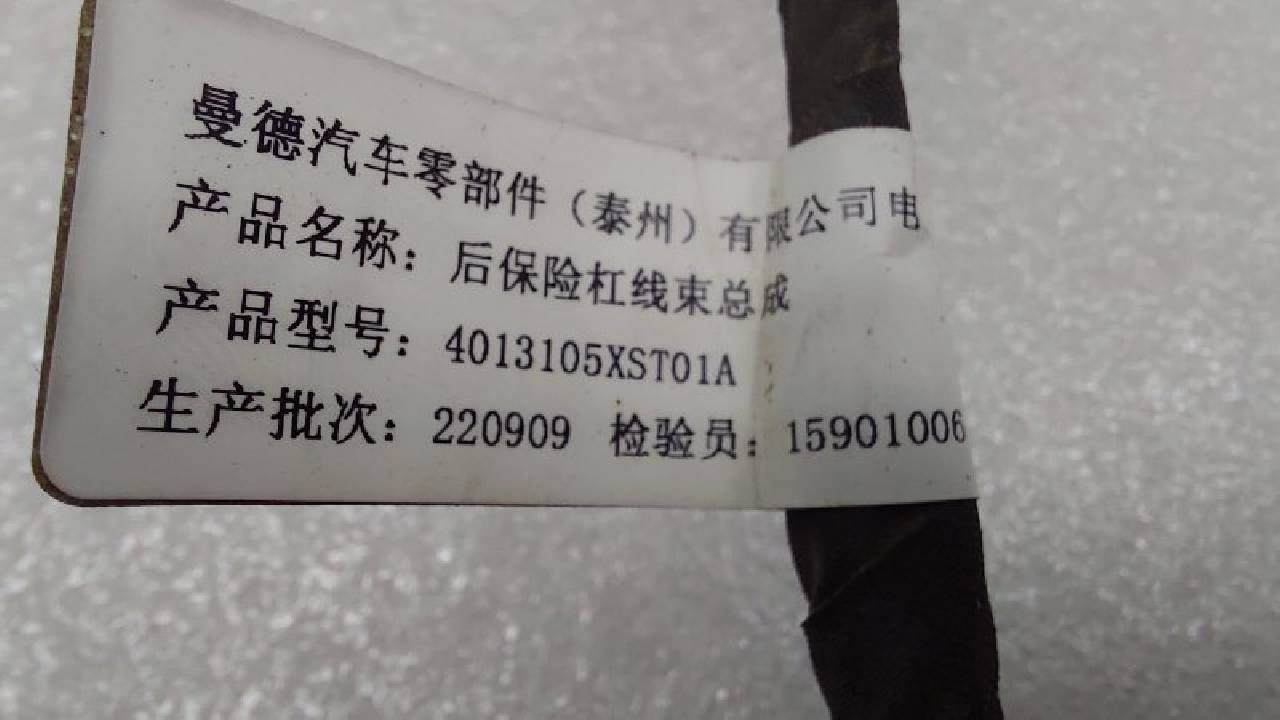 曼德汽车零部件（泰州）有限公司电
产品名称：后保险杠线束总成
产品型号：4013105XST01A
生产批次：220909 检验员：15901006